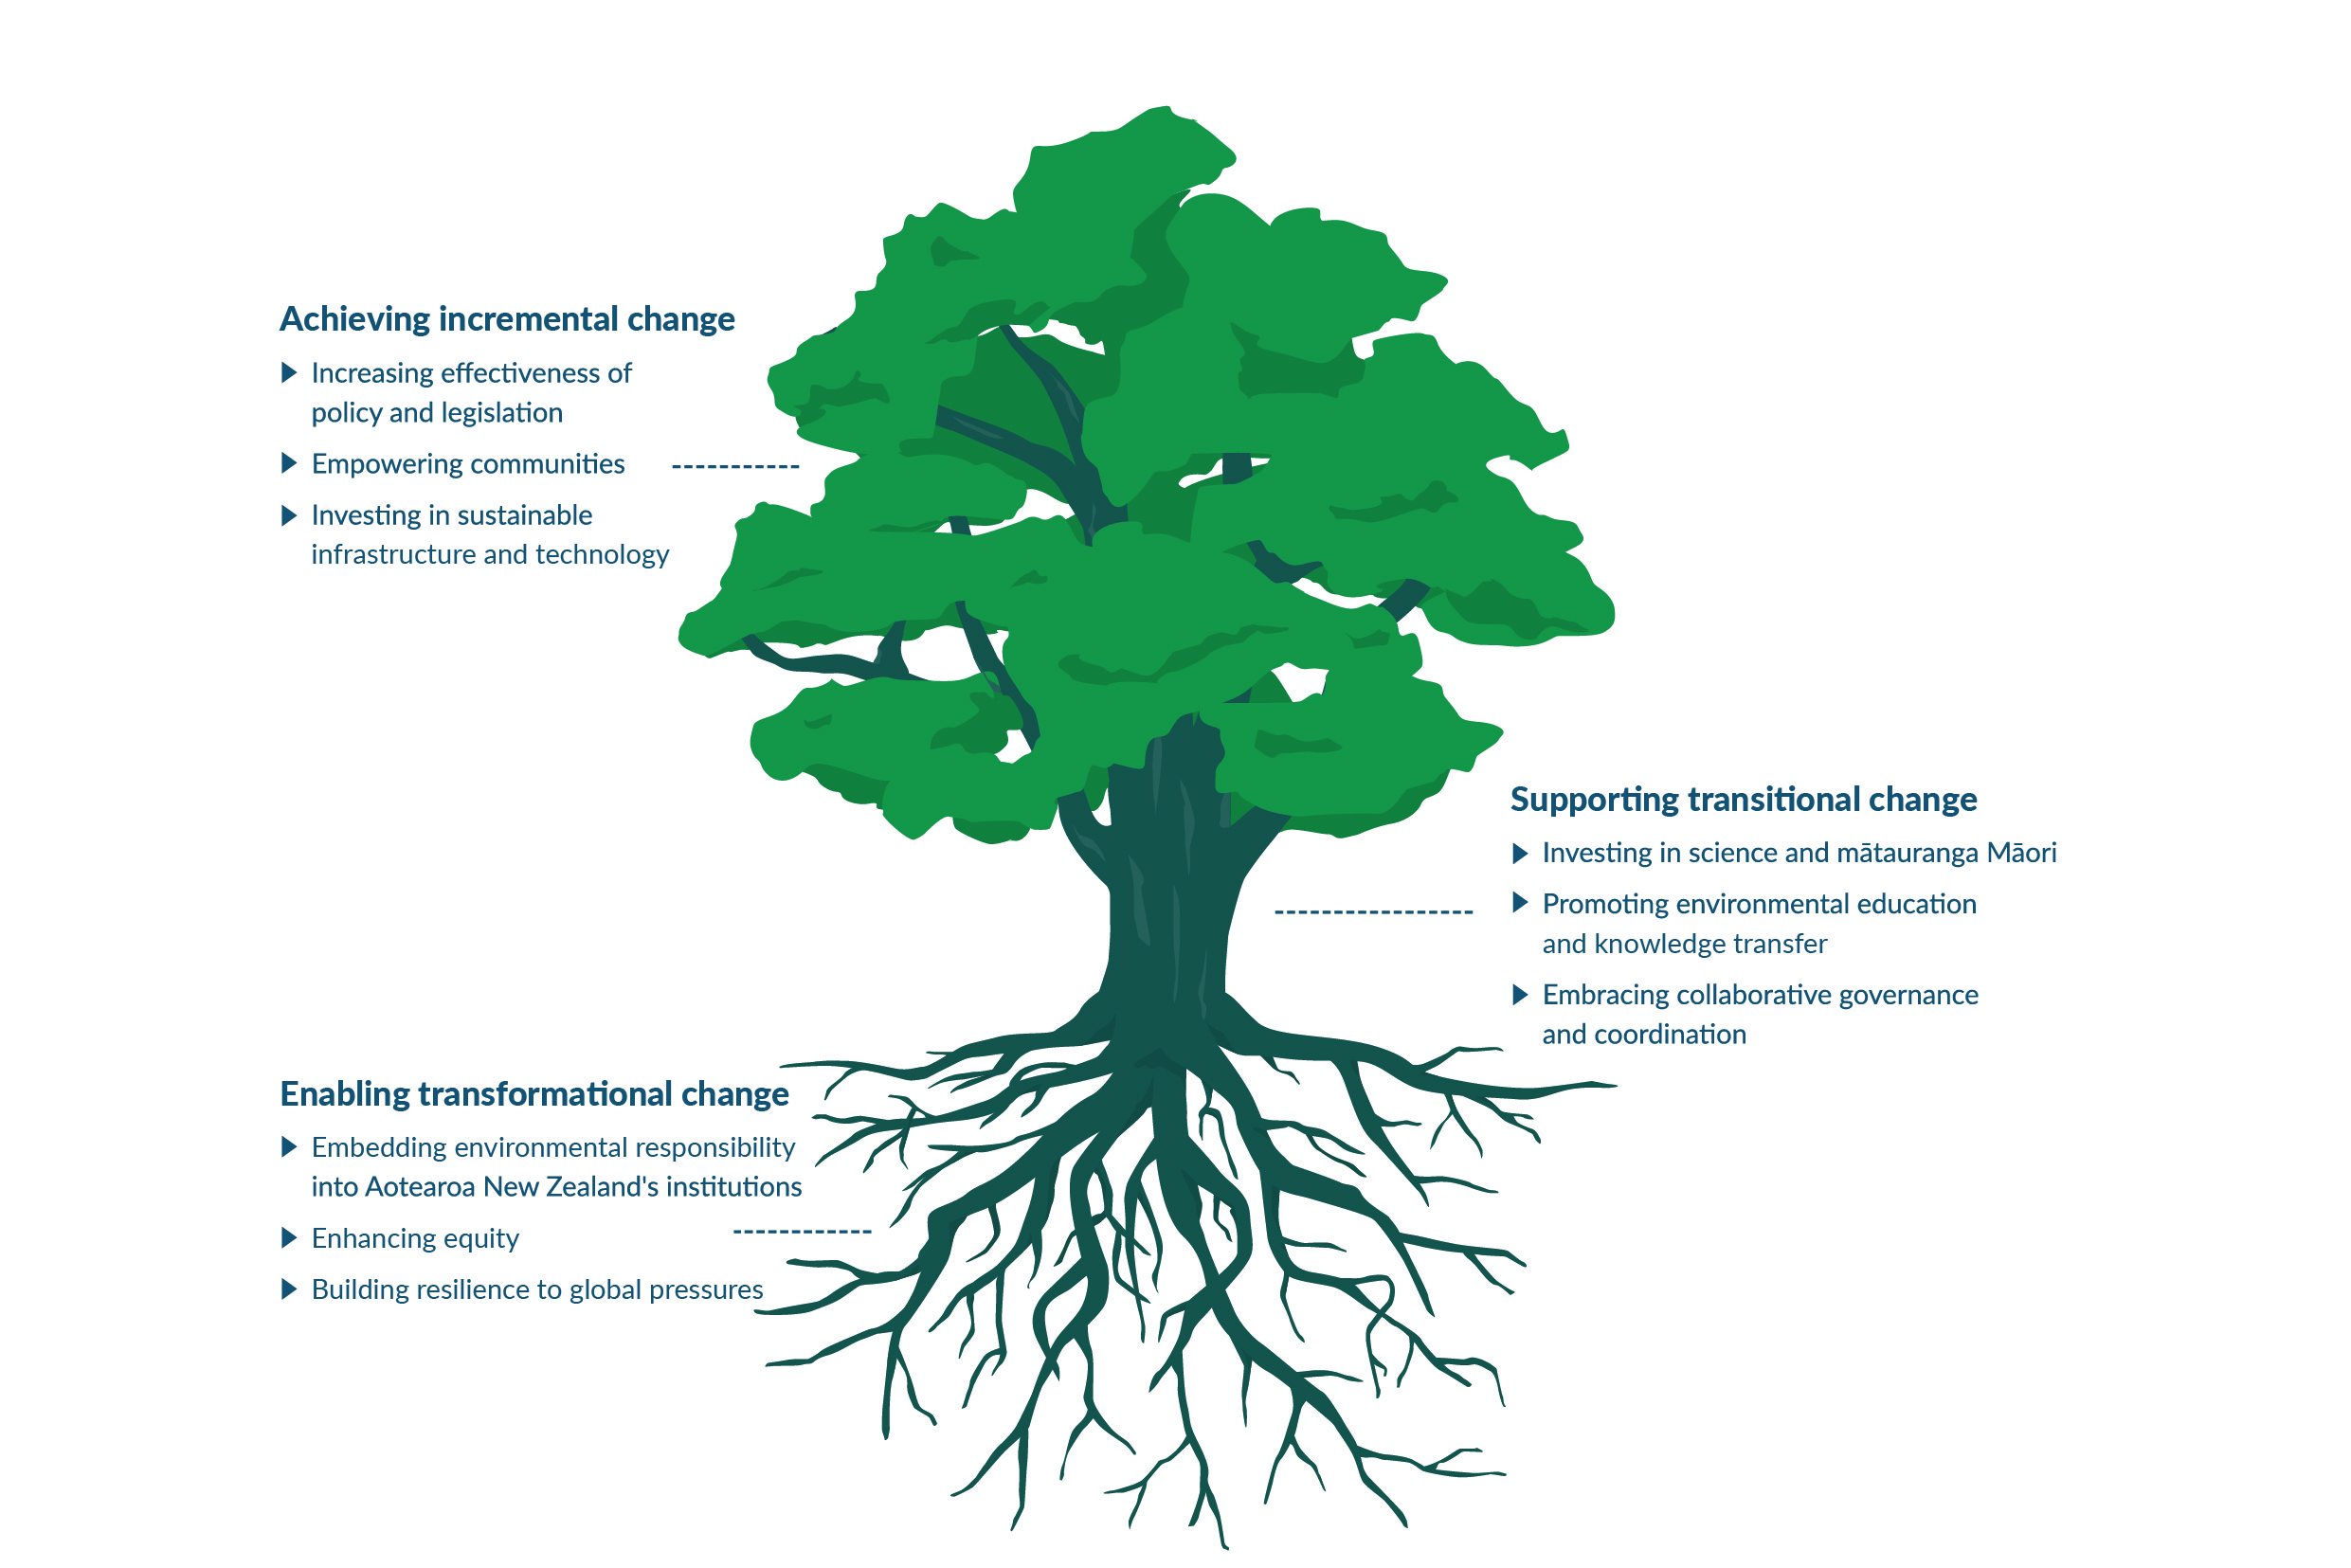 Achieving incremental change
Increasing effectiveness of
policy and legislation
Empowering communities
Investing in sustainable
infrastructure and technology
Supporting transitional change
Investing in science and mātauranga Māori
Promoting environmental education
and knowledge transfer
Embracing collaborative governance
and coordination
Enabling transformational change
Embedding environmental responsibility
into Aotearoa New Zealand's institutions
Enhancing equity
Building resilience to global pressures